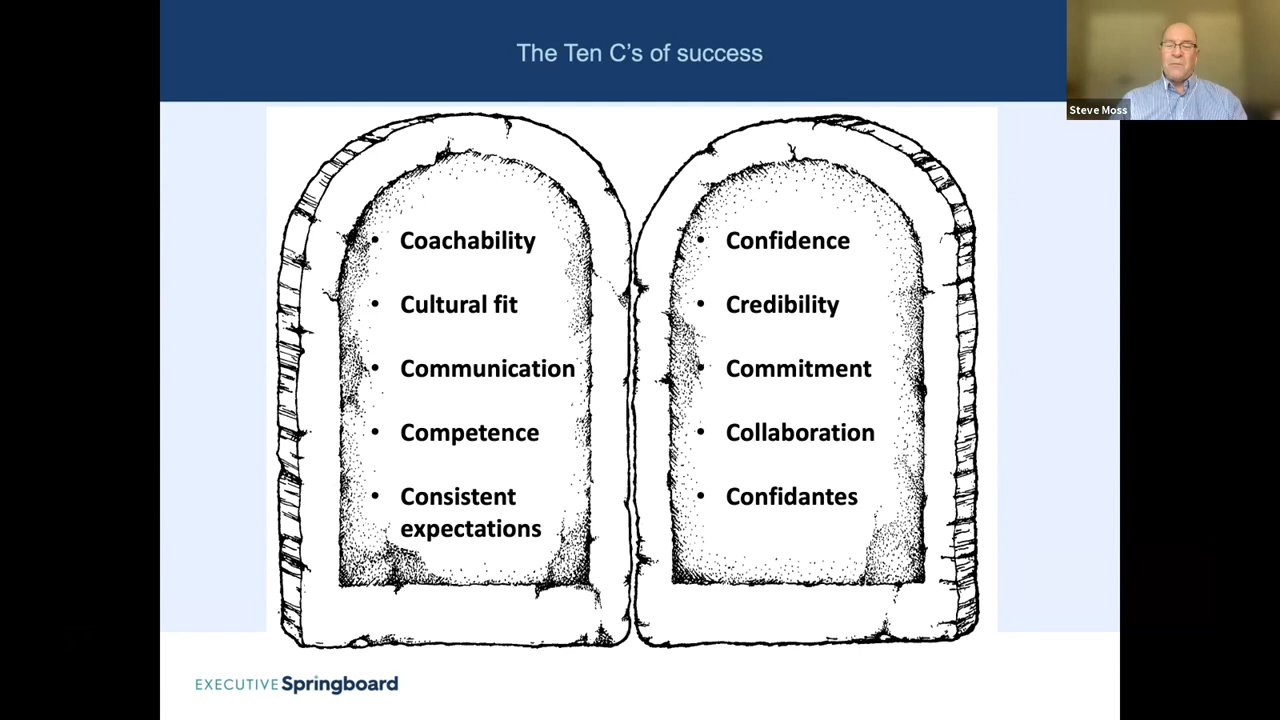 The Ten C's of success
Steve Moss
• Coachability
• Cultural fit
• Communication
• Competence
• Consistent
expectations
• Confidence
• Credibility
• Commitment
• Collaboration
• Confidantes
EXECUTIVE Springboard